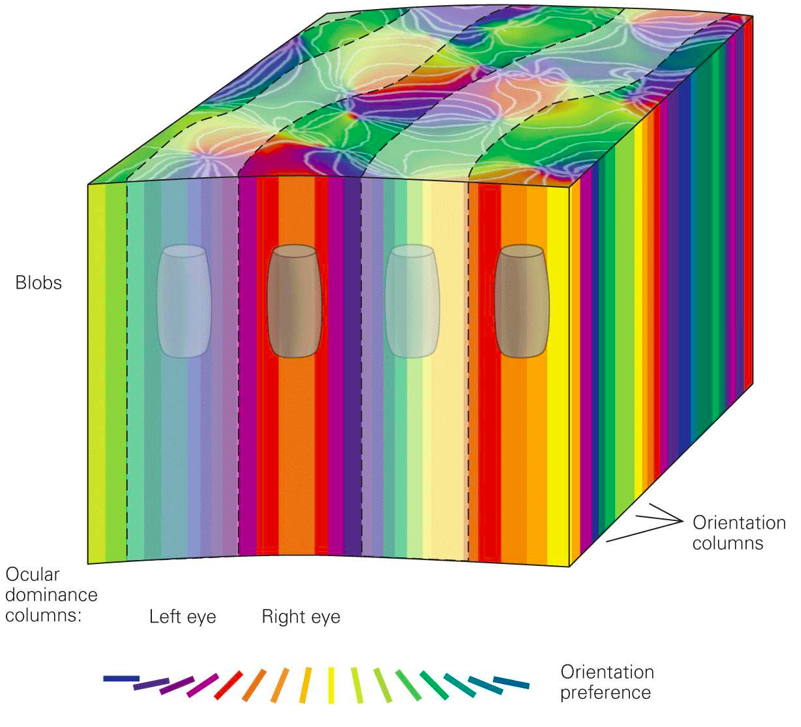 Blobs
Orientation
columns
Ocular
dominance
columns:
Left eye
Right eye
Orientation
preference